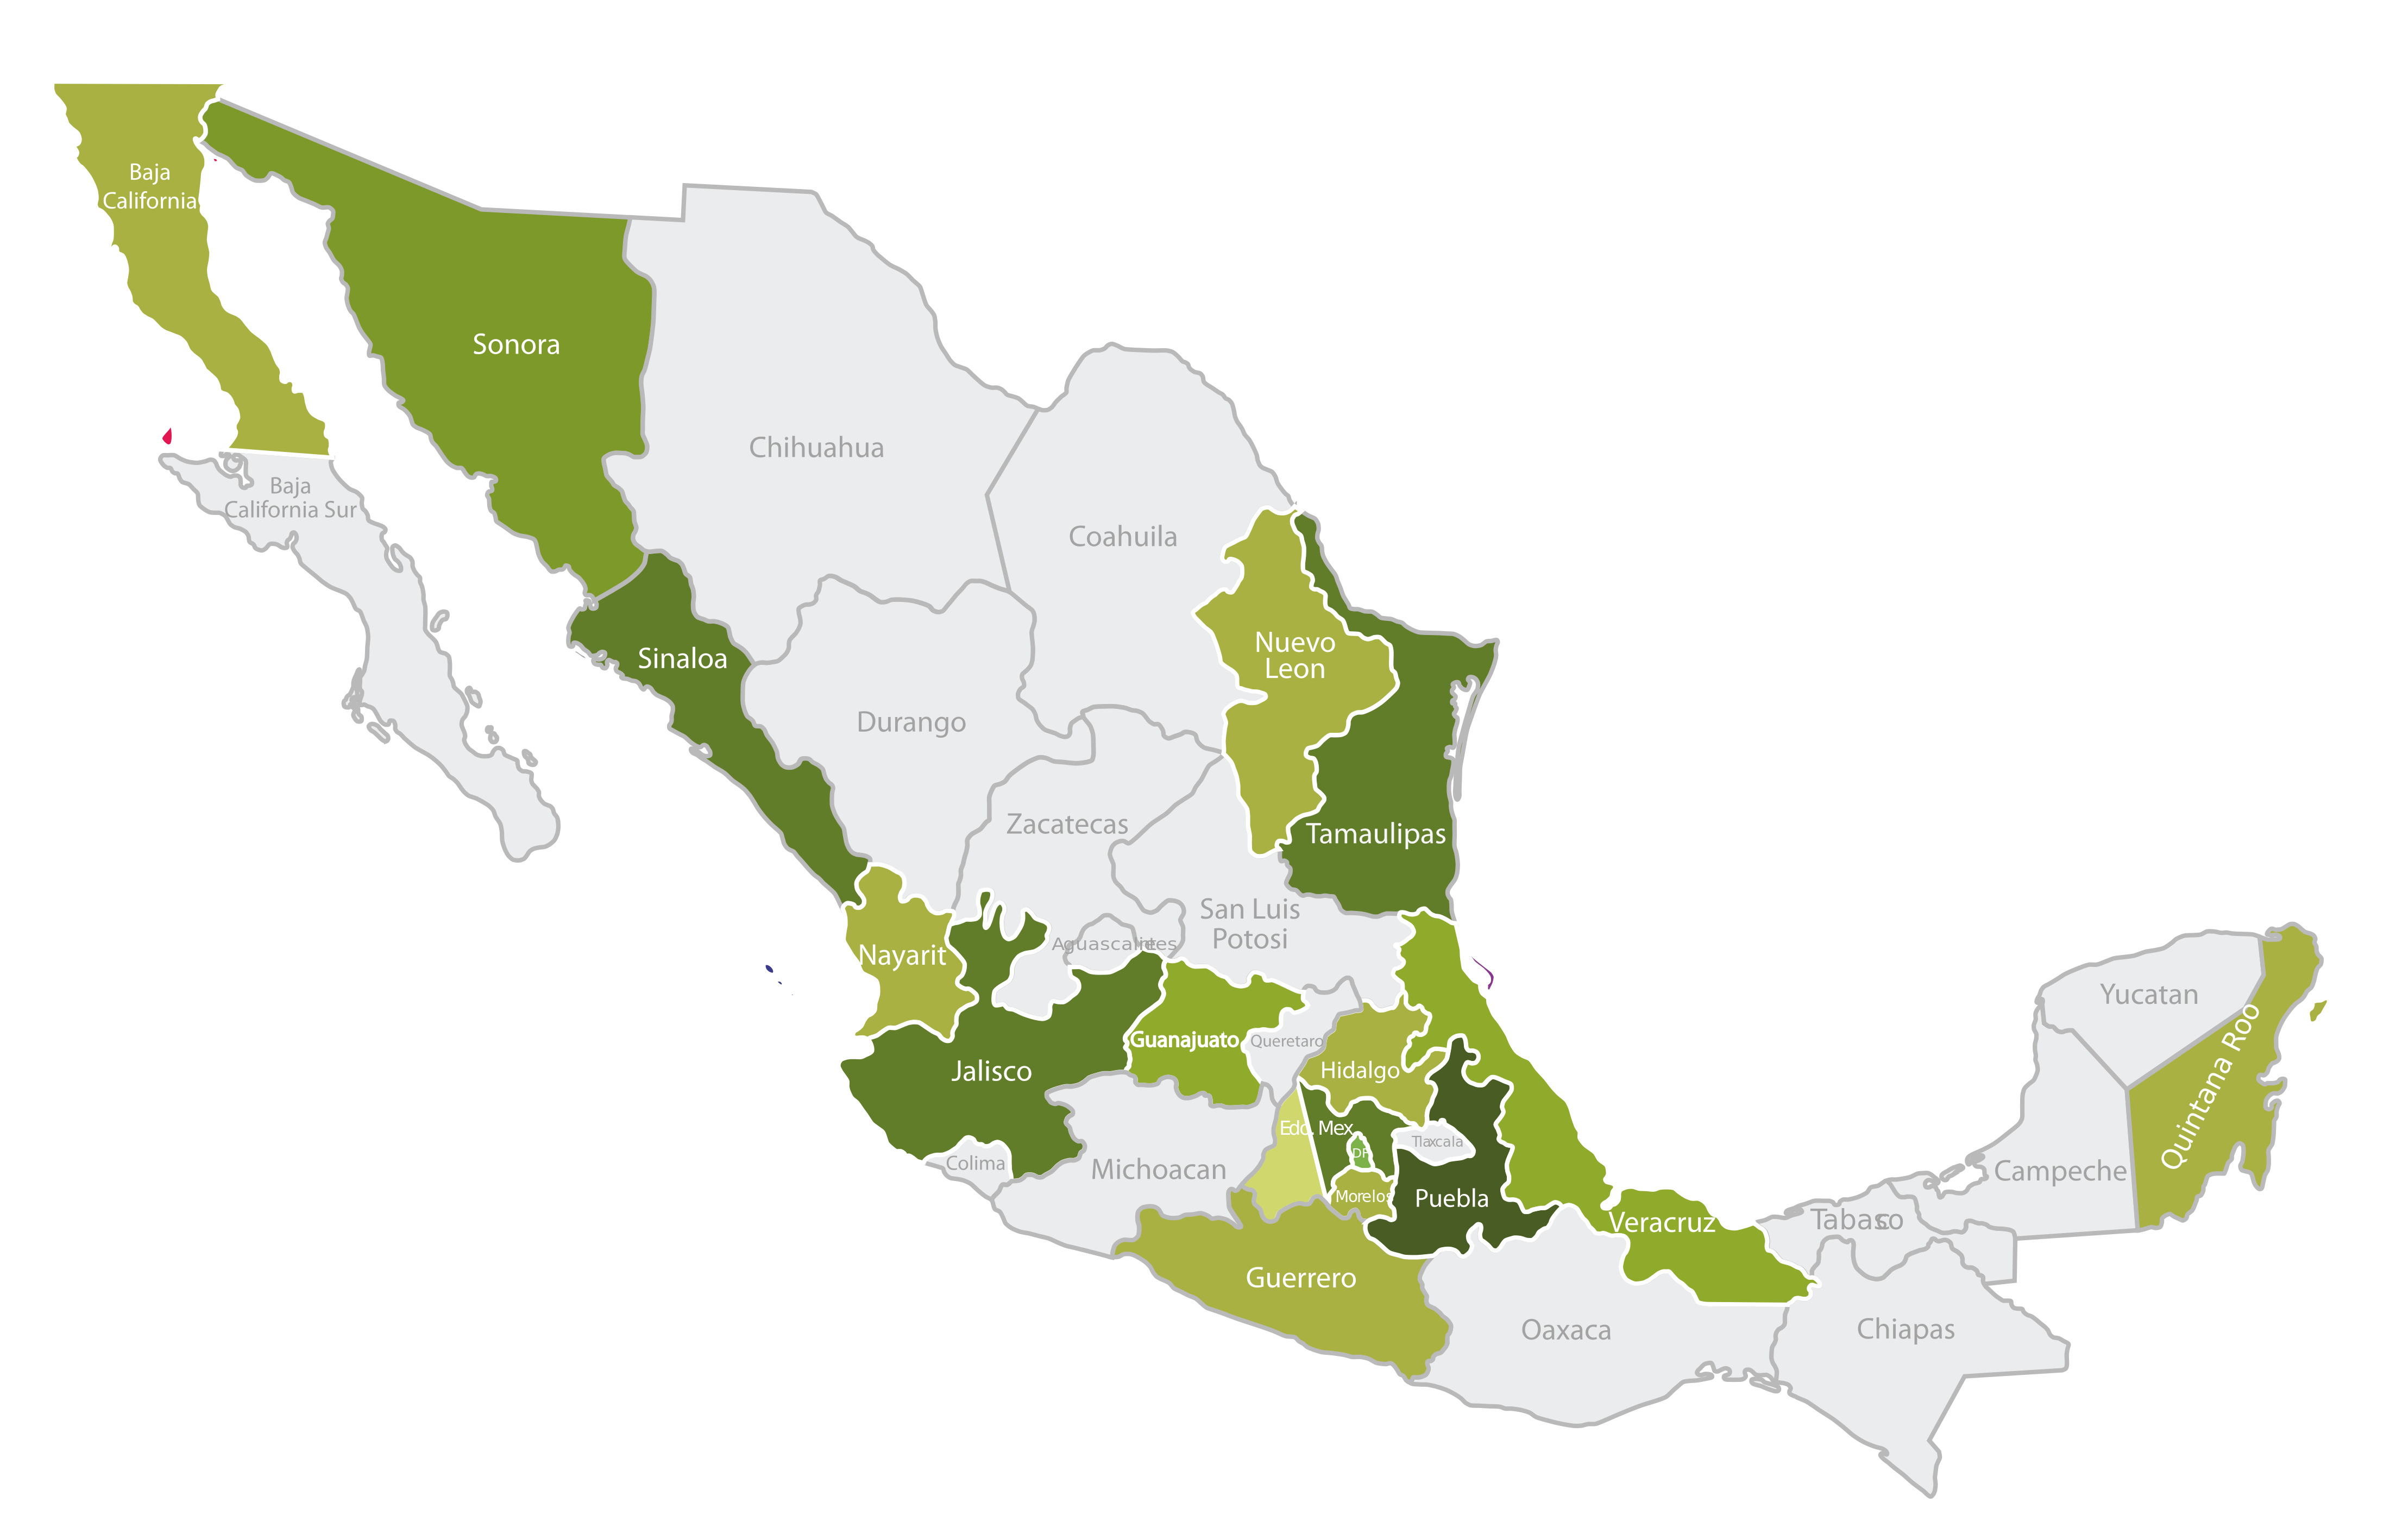 Baja
California
Sonora
Chihuahua
Baja
California Sur
Coahuila
Nuevo
Leon
Sinaloa
Durango
Zacatecas
Tamaulipas
San Luis
Potosi
Aguascalientes
Nayarit
Yucatan
Quintana Roo
Guanajuato
Queretaro
Jalisco
Hidalgo
Edo. Mex
DF
Tlaxcala
Colima
Michoacan
Campeche
Morelos
Puebla
Veracruz
Tabasco
Guerrero
Oaxaca
Chiapas